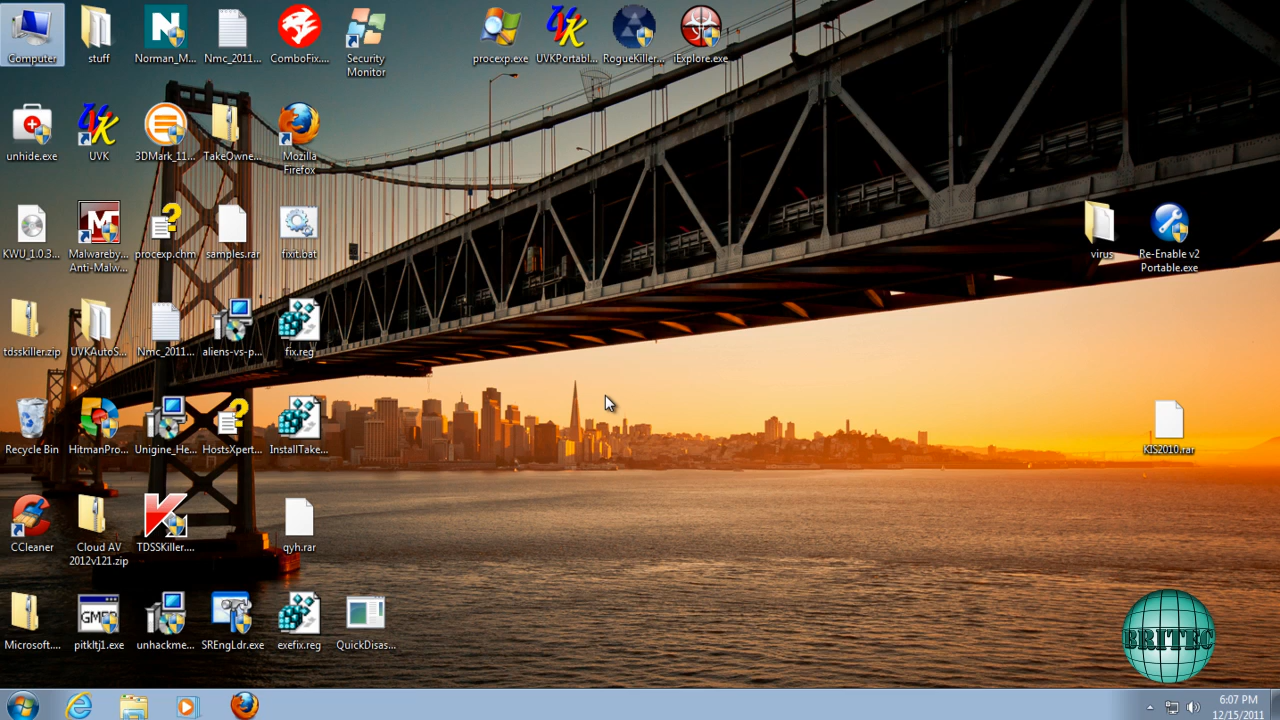 Computer
stuff
Norman_M...
Nmc_2011...
ComboFix....
Security
Monitor
procexp.exe
UVKPortabl...
RogueKiller...
iExplore.exe
unhide.exe
UVK
3DMark_11...
TakeOwne...
Mozilla
Firefox
KWU_1.0.3...
Malwareby...
Anti-Malw...
procexp.chm
samples.rar
fixit.bat
virus
Re-Enable v2
Portable.exe
tdsskiller.zip
UVKAutoS...
Nmc_2011...
aliens-vs-p...
fix.reg
Recycle Bin
HitmanPro...
Unigine_He...
HostsXpert...
InstallTake...
KIS2010.rar
CCleaner
Cloud AV
2012v121.zip
TDSSKiller....
qyh.rar
GMER
Microsoft....
pitkltj1.exe
unhackme...
SREngLdr.exe
exefix.reg
QuickDisas...
BRITEC
6:07 PM
12/15/2011